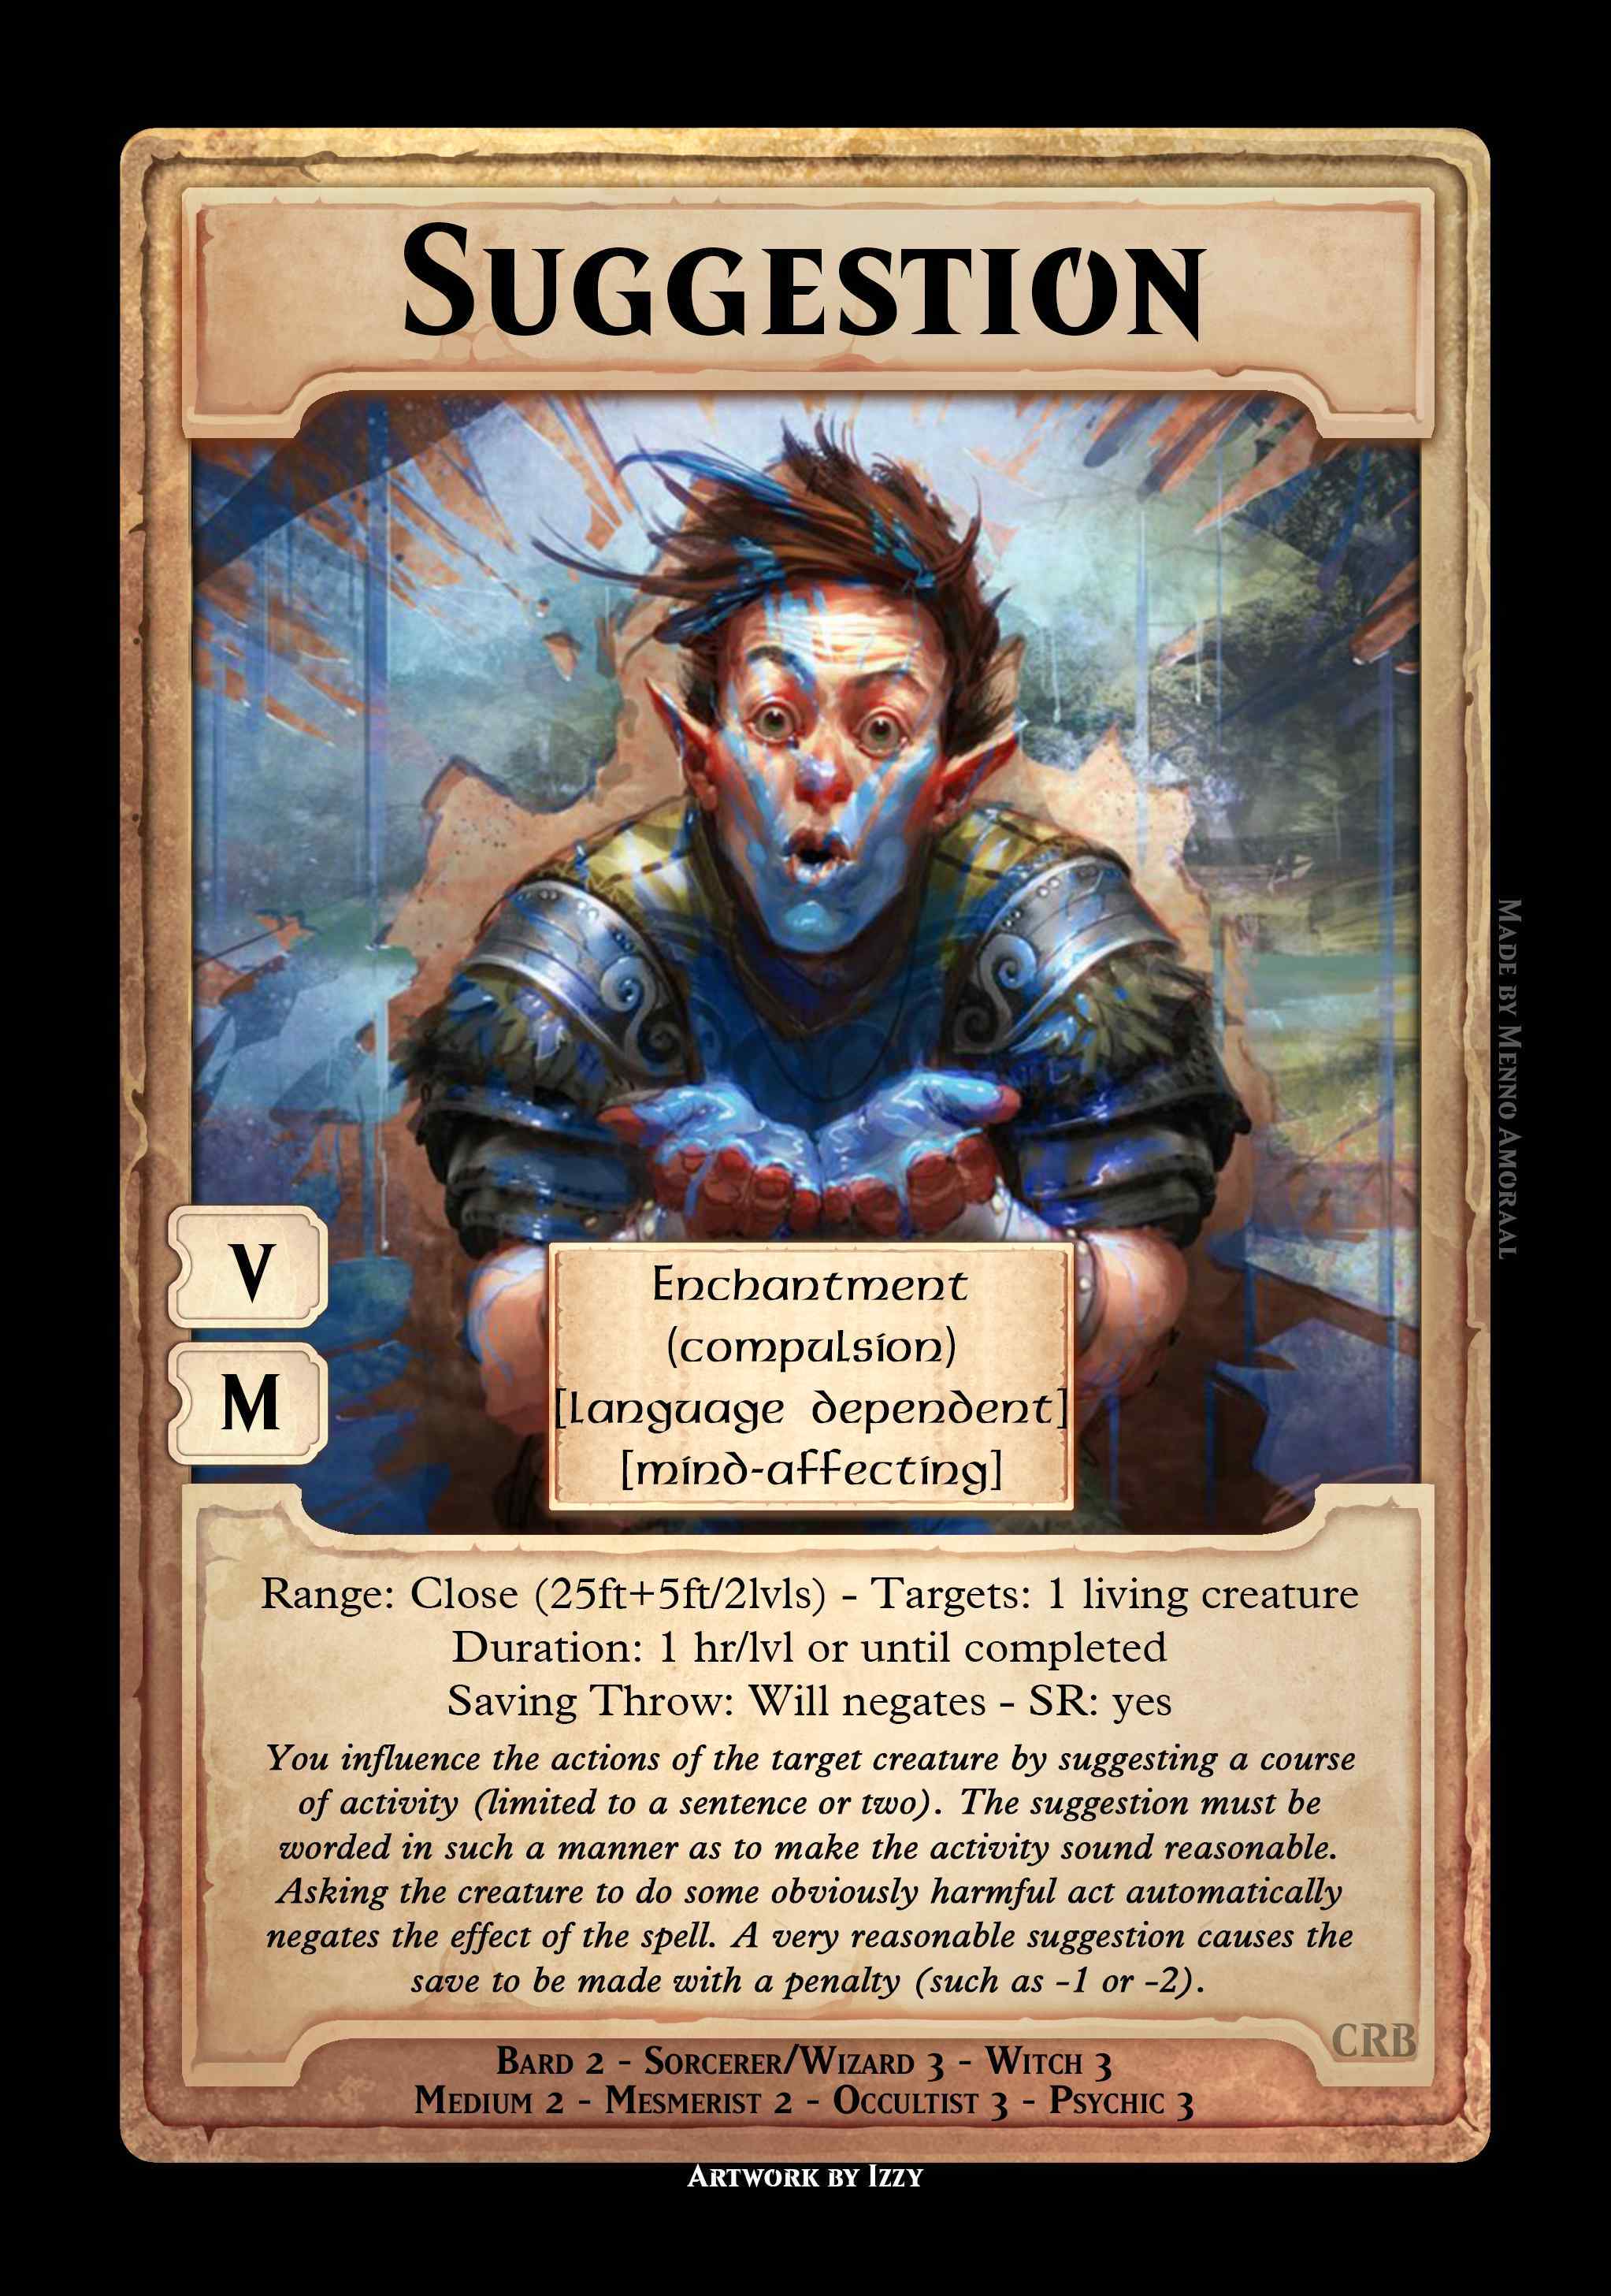 Suggestion
V
M
Enchantment
(compulsion)
[language dependent]
[mind-affecting]
Range: Close (25ft+5ft/2lvls) - Targets: 1 living creature
Duration: 1 hr/lvl or until completed
Saving Throw: Will negates - SR: yes
You influence the actions of the target creature by suggesting a course
of activity (limited to a sentence or two). The suggestion must be
worded in such a manner as to make the activity sound reasonable.
Asking the creature to do some obviously harmful act automatically
negates the effect of the spell. A very reasonable suggestion causes the
save to be made with a penalty (such as -1 or -2).
CRB
Bard 2 - Sorcerer/Wizard 3 - Witch 3
Medium 2 - Mesmerist 2 - Occultist 3 - Psychic 3
Artwork by Izzy
Made by Menno Amoraal